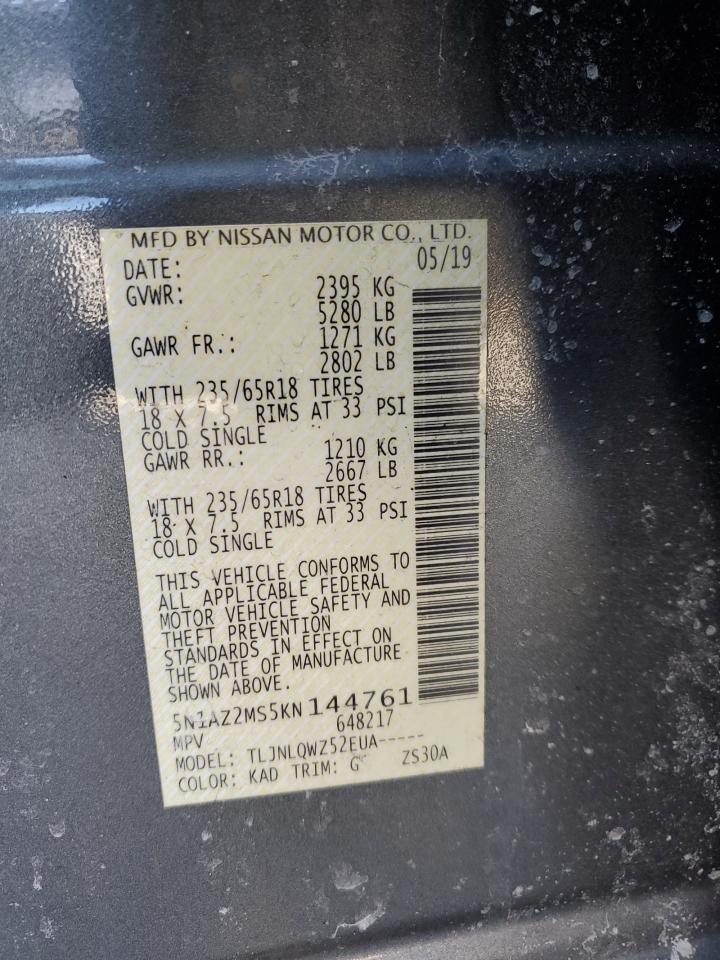 MFD BY NISSAN MOTOR CO., LTD.
DATE: 05/19
GVWR: 2395 KG
5280 LB
GAWR FR.: 1271 KG
2802 LB
WITH 235/65R18 TIRES
18 X 7.5 RIMS AT 33 PSI
COLD SINGLE
GAWR RR.: 1210 KG
2667 LB
WITH 235/65R18 TIRES
18 X 7.5 RIMS AT 33 PSI
COLD SINGLE
THIS VEHICLE CONFORMS TO
ALL APPLICABLE FEDERAL
MOTOR VEHICLE SAFETY AND
THEFT PREVENTION
STANDARDS IN EFFECT ON
THE DATE OF MANUFACTURE
SHOWN ABOVE.
5N1AZ2MS5KN144761
MPV 648217
MODEL: TLJNLQWZ52EUA-----
COLOR: KAD TRIM: G ZS30A